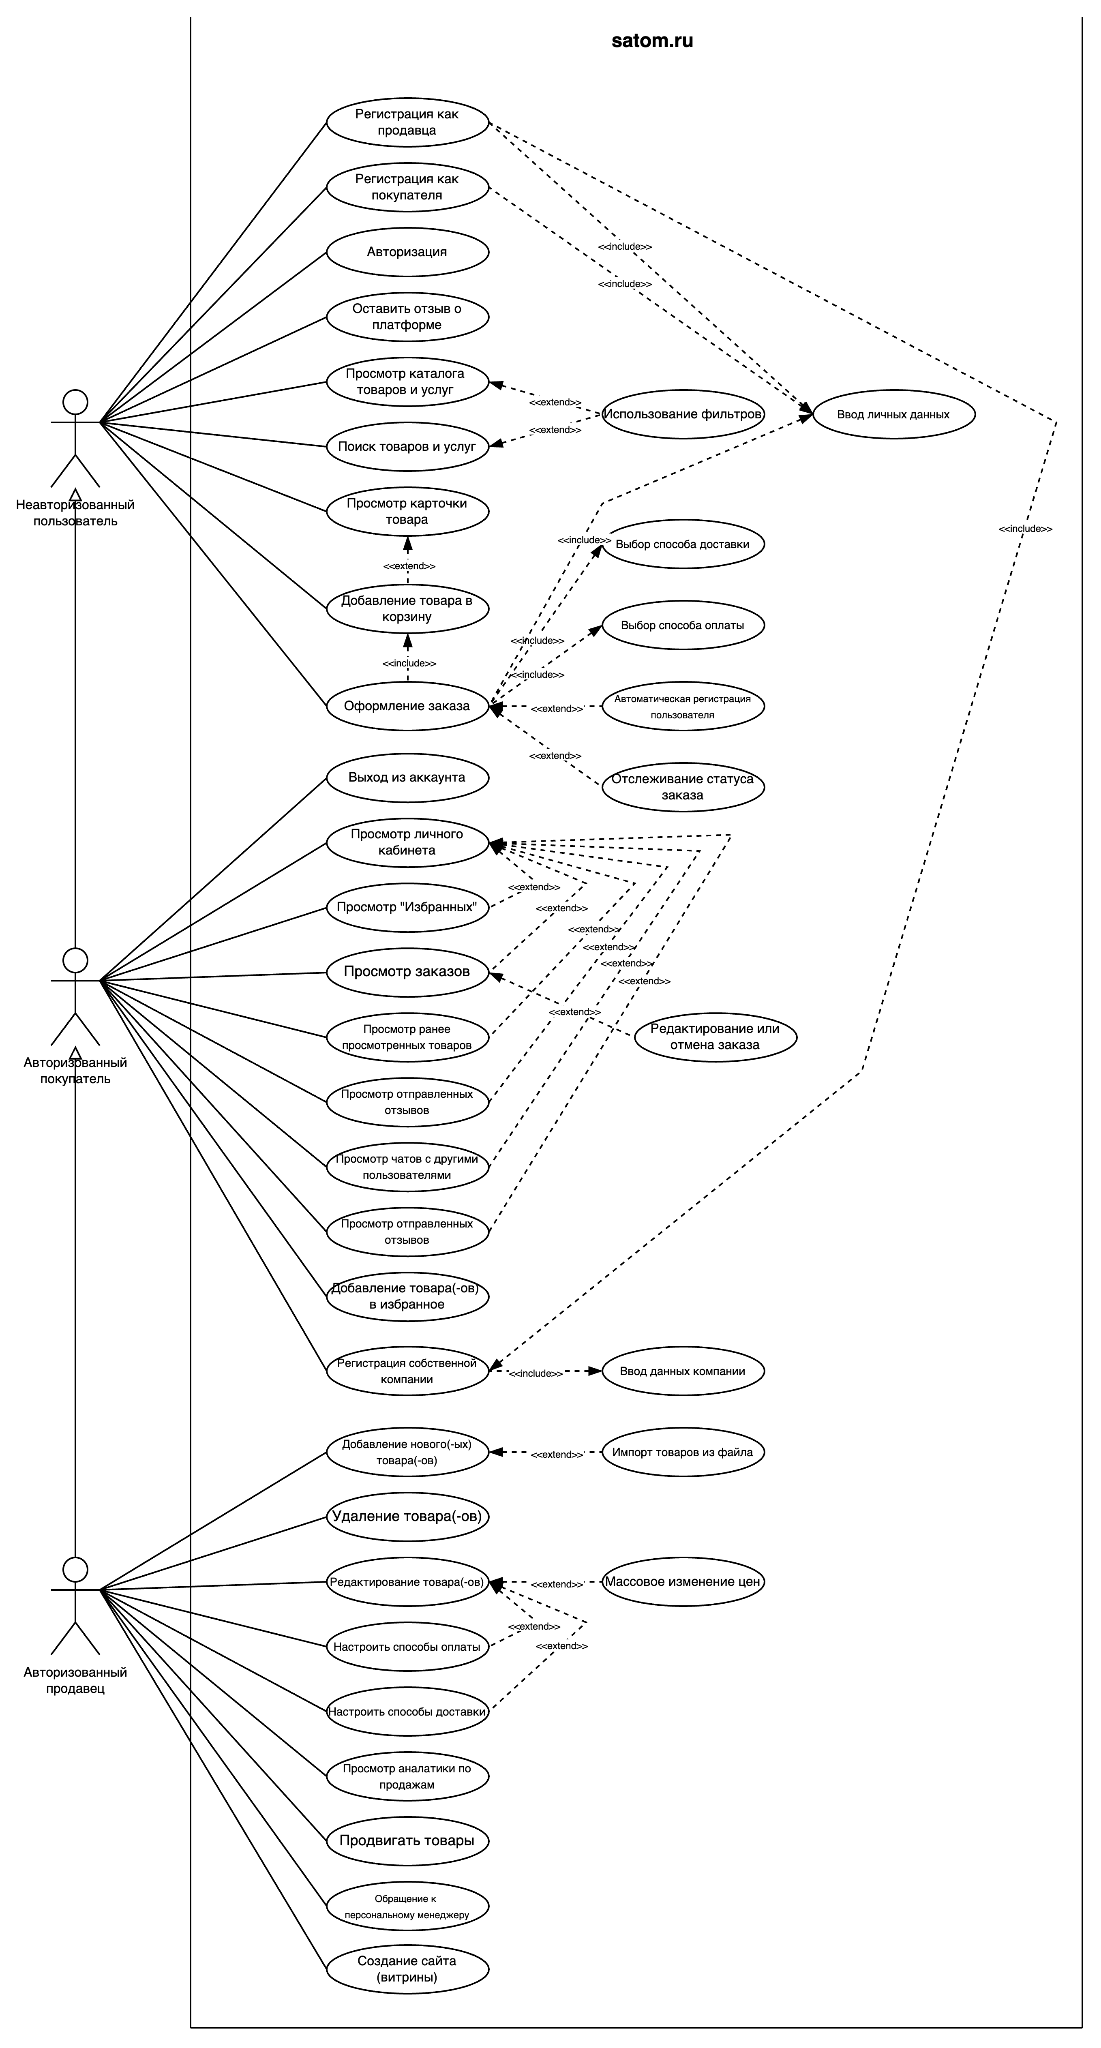 satom.ru
Регистрация как
продавца
Регистрация как
покупателя
<<include>>
Авторизация
<<include>>
Оставить отзыв о
платформе
Просмотр каталога
товаров и услуг
<<extend>>
Использование фильтров
Ввод личных данных
<<extend>>
Поиск товаров и услуг
Неавторизованный
пользователь
Просмотр карточки
товара
<<include>>
<<include>>
Выбор способа доставки
<<extend>>
Добавление товара в
корзину
Выбор способа оплаты
<<include>>
<<include>>
<<include>>
Оформление заказа
<<extend>>
Автоматическая регистрация
пользователя
<<extend>>
Отслеживание статуса
заказа
Выход из аккаунта
Просмотр личного
кабинета
<<extend>>
Просмотр "Избранных"
<<extend>>
<<extend>>
<<extend>>
<<extend>>
<<extend>>
Просмотр заказов
<<extend>>
Просмотр ранее
просмотренных товаров
Редактирование или
отмена заказа
Авторизованный
покупатель
Просмотр отправленных
отзывов
Просмотр чатов с другими
пользователями
Просмотр отправленных
отзывов
Добавление товара(-ов)
в избранное
Регистрация собственной
компании
<<include>>
Ввод данных компании
Добавление нового(-ых)
товара(-ов)
<<extend>>
Импорт товаров из файла
Удаление товара(-ов)
Редактирование товара(-ов)
<<extend>>
Массовое изменение цен
<<extend>>
<<extend>>
Настроить способы оплаты
Авторизованный
продавец
Настроить способы доставки
Просмотр аналатики по
продажам
Продвигать товары
Обращение к
персональному менеджеру
Создание сайта
(витрины)